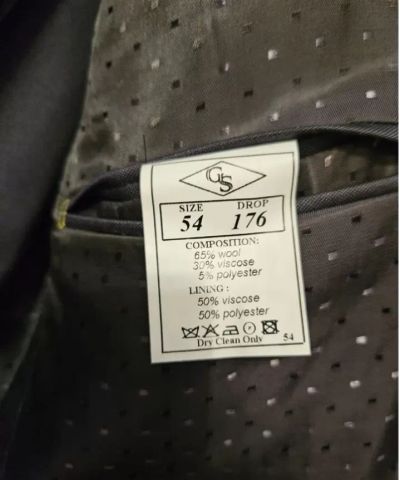 GS
SIZE DROP
54 176
COMPOSITION:
65% wool
30% viscose
5% polyester
LINING :
50% viscose
50% polyester
Dry Clean Only 54